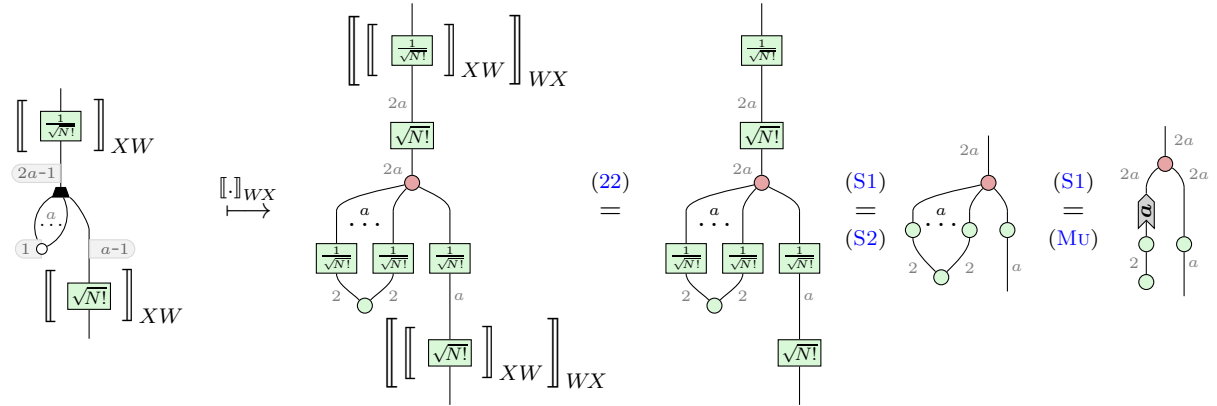 ⟦ 1/√N! ⟧XW
2a-1
a
...
1
a-1
⟦ √N! ⟧XW
⟦.⟧WX
⟼
⟦⟦ 1/√N! ⟧XW⟧WX
2a
√N!
2a
a
...
1/√N! 1/√N! 1/√N!
2 2 a
⟦⟦ √N! ⟧XW⟧WX
(22)
=
1/√N!
2a
√N!
2a
a
...
1/√N! 1/√N! 1/√N!
2 2 a
√N!
(S1)
=
(S2)
2a
a
...
2 2 a
(S1)
=
(MU)
2a
2a 2a
a
2 a